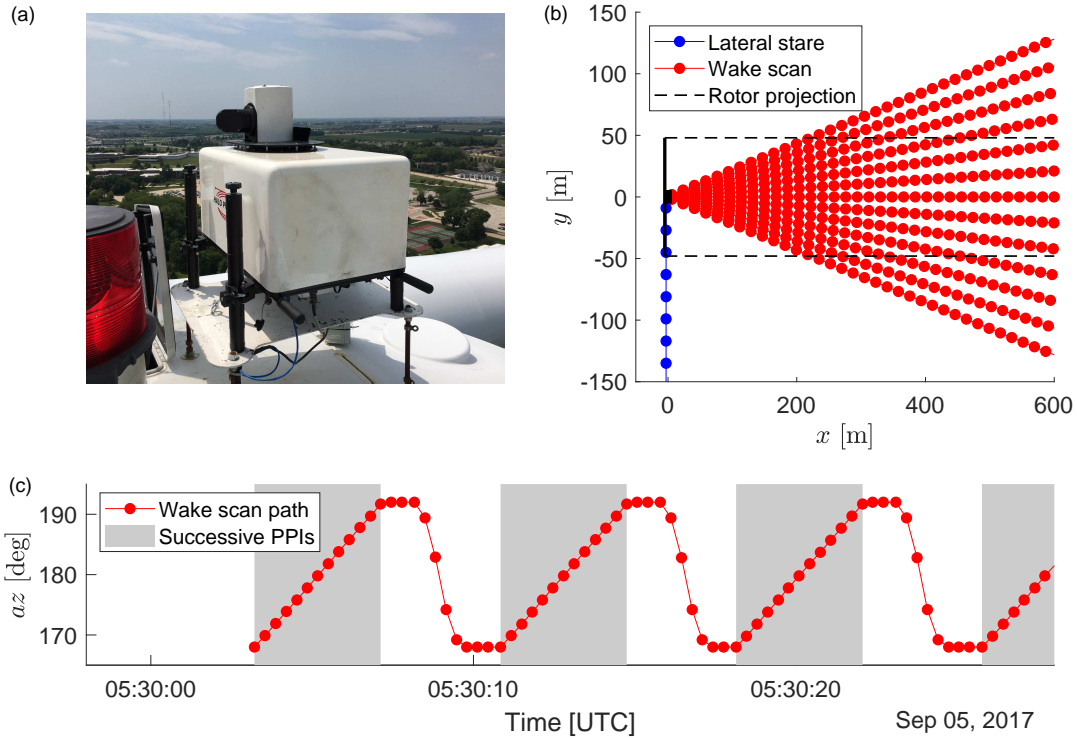 (a)
(b)
150
100
50
0
-50
-100
-150
y [m]
Lateral stare
Wake scan
Rotor projection
0
200
400
600
x [m]
(c)
190
180
170
az [deg]
Wake scan path
Successive PPIs
05:30:00
05:30:10
05:30:20
Time [UTC]
Sep 05, 2017